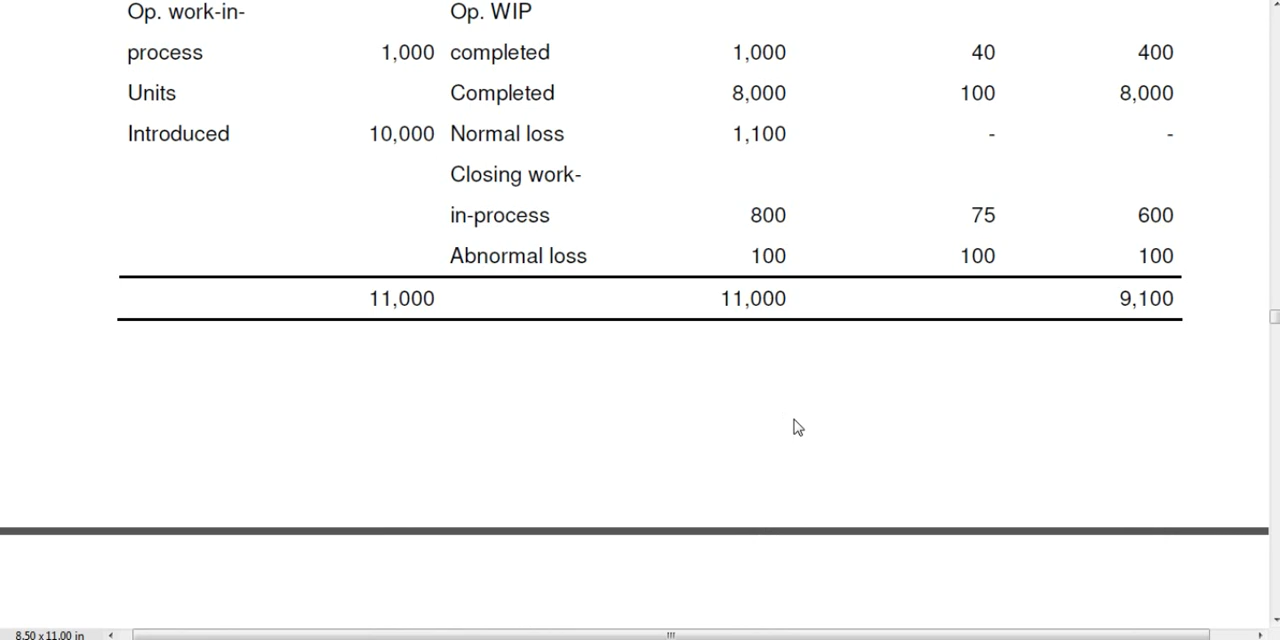 Op. work-in- Op. WIP
process 1,000 completed 1,000 40 400
Units Completed 8,000 100 8,000
Introduced 10,000 Normal loss 1,100 - -
Closing work-
in-process 800 75 600
Abnormal loss 100 100 100
11,000 11,000 9,100
8.50 x 11.00 in